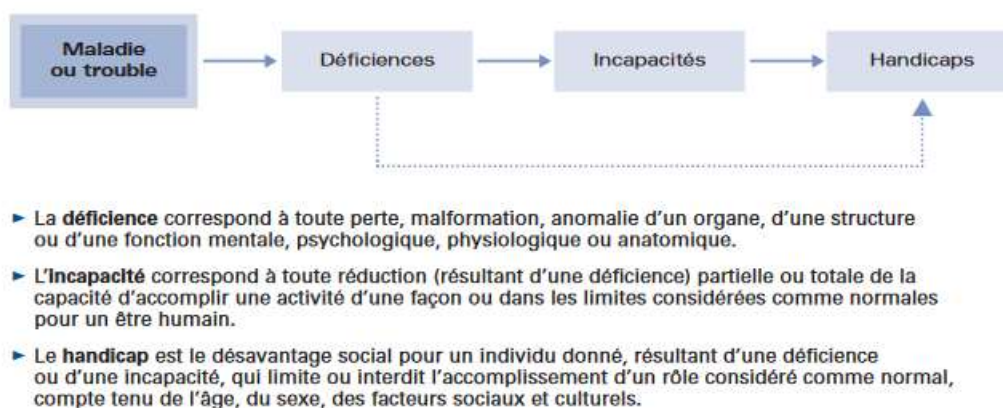 Maladie
ou trouble
Déficiences
Incapacités
Handicaps
► La déficience correspond à toute perte, malformation, anomalie d'un organe, d'une structure
ou d'une fonction mentale, psychologique, physiologique ou anatomique.
► L'incapacité correspond à toute réduction (résultant d'une déficience) partielle ou totale de la
capacité d'accomplir une activité d'une façon ou dans les limites considérées comme normales
pour un être humain.
► Le handicap est le désavantage social pour un individu donné, résultant d'une déficience
ou d'une incapacité, qui limite ou interdit l'accomplissement d'un rôle considéré comme normal,
compte tenu de l'âge, du sexe, des facteurs sociaux et culturels.